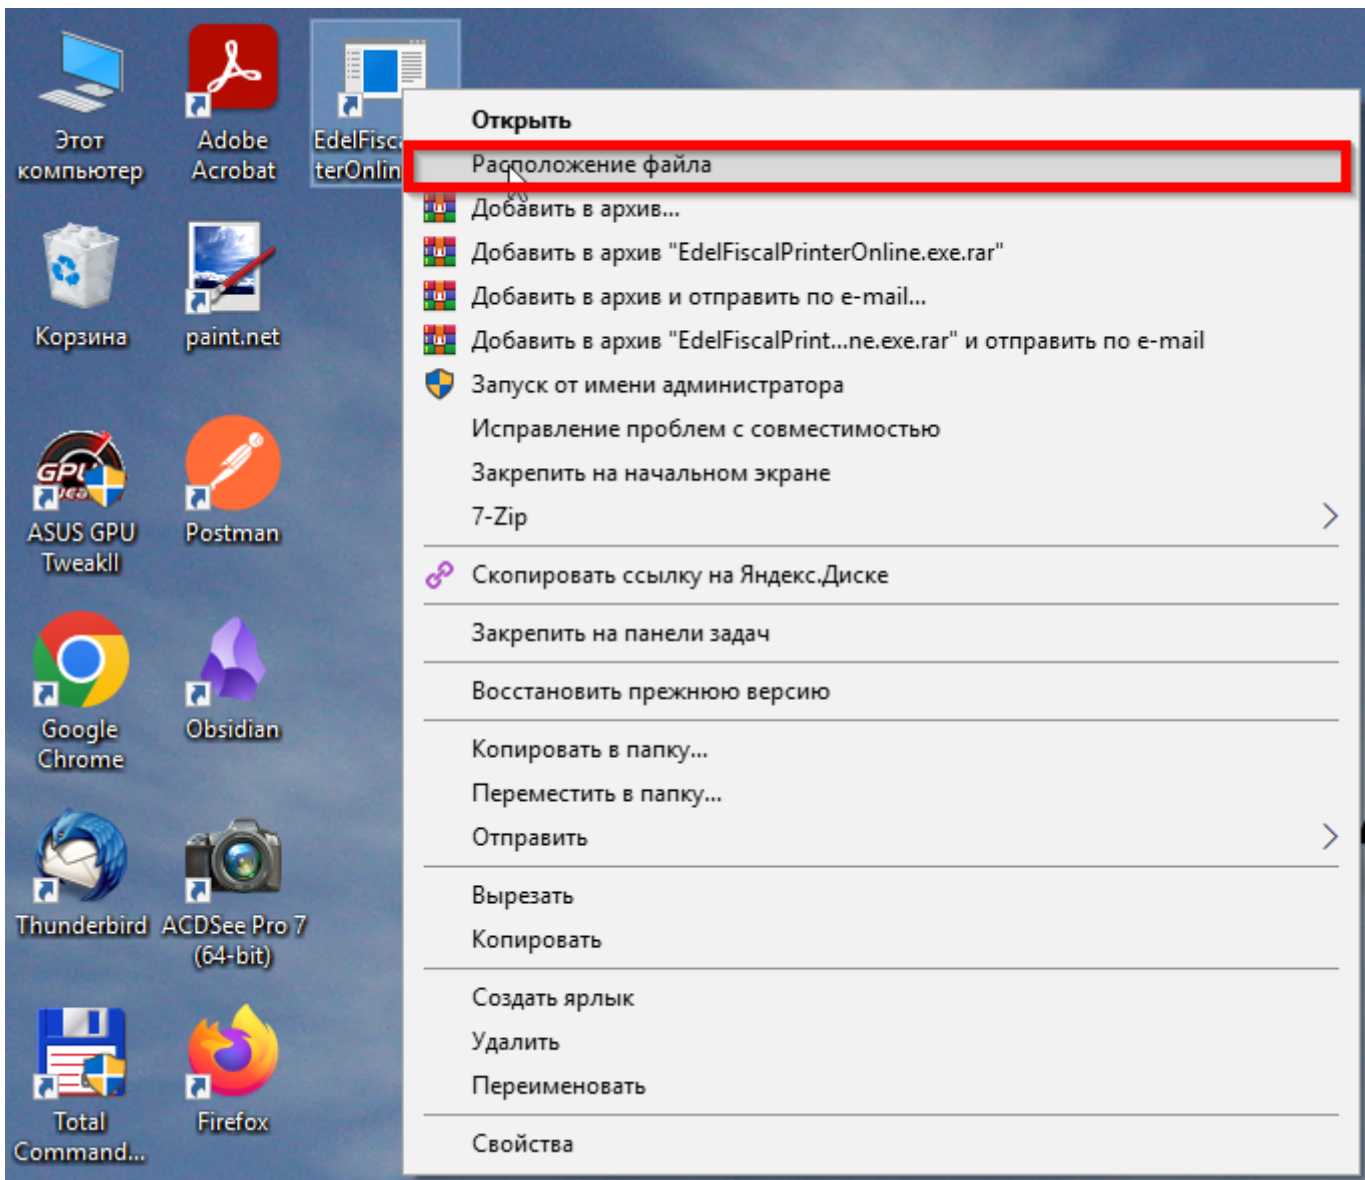 Этот
компьютер
Adobe
Acrobat
EdelFisc
terOnlin
Корзина
paint.net
GPU
ASUS GPU
TweakII
Postman
Google
Chrome
Obsidian
Thunderbird
ACDSee Pro 7
(64-bit)
Total
Command...
Firefox
Открыть
Расположение файла
Добавить в архив...
Добавить в архив "EdelFiscalPrinterOnline.exe.rar"
Добавить в архив и отправить по e-mail...
Добавить в архив "EdelFiscalPrint...ne.exe.rar" и отправить по e-mail
Запуск от имени администратора
Исправление проблем с совместимостью
Закрепить на начальном экране
7-Zip
Скопировать ссылку на Яндекс.Диске
Закрепить на панели задач
Восстановить прежнюю версию
Копировать в папку...
Переместить в папку...
Отправить
Вырезать
Копировать
Создать ярлык
Удалить
Переименовать
Свойства